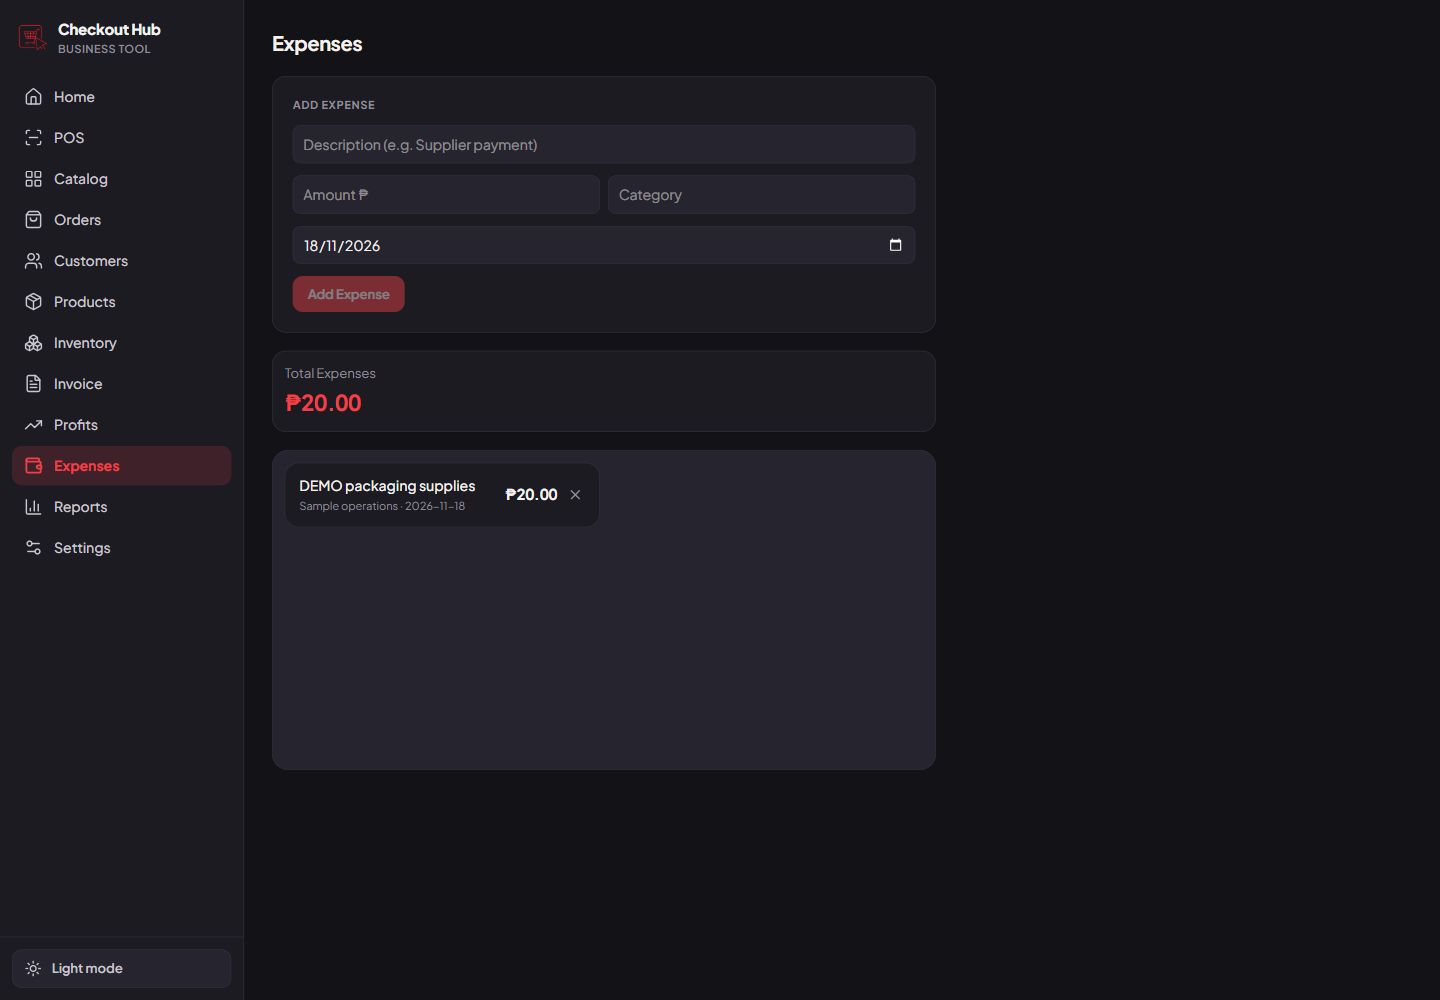 Checkout Hub
BUSINESS TOOL
Home
POS
Catalog
Orders
Customers
Products
Inventory
Invoice
Profits
Expenses
Reports
Settings
Light mode
Expenses
ADD EXPENSE
Description (e.g. Supplier payment)
Amount ₱
Category
18/11/2026
Add Expense
Total Expenses
₱20.00
DEMO packaging supplies
₱20.00
Sample operations · 2026-11-18